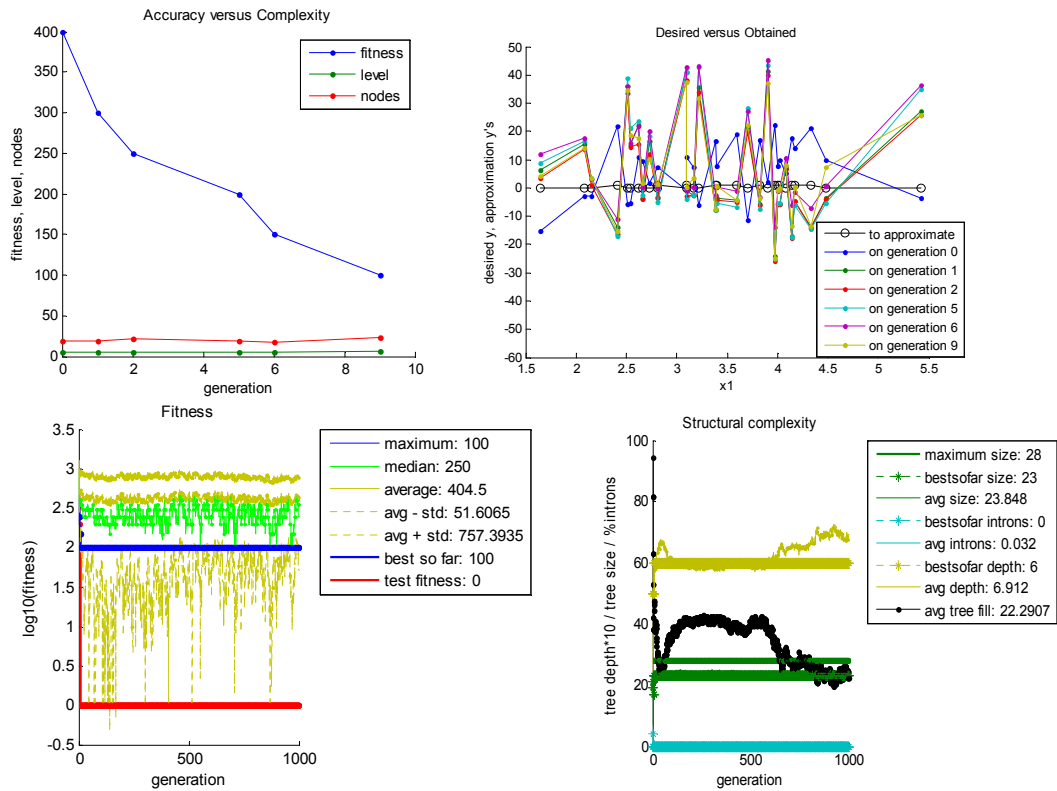 Accuracy versus Complexity
400
350
300
250
200
150
100
50
0
0 2 4 6 8 10
fitness, level, nodes
generation
fitness
level
nodes
Desired versus Obtained
50
40
30
20
10
0
-10
-20
-30
-40
-50
-60
1.5 2 2.5 3 3.5 4 4.5 5 5.5
desired y, approximation y's
x1
to approximate
on generation 0
on generation 1
on generation 2
on generation 5
on generation 6
on generation 9
Fitness
3.5
3
2.5
2
1.5
1
0.5
0
-0.5
0 500 1000
log10(fitness)
generation
maximum: 100
median: 250
average: 404.5
avg - std: 51.6065
avg + std: 757.3935
best so far: 100
test fitness: 0
Structural complexity
100
80
60
40
20
0
0 500 1000
tree depth*10 / tree size / %introns
generation
maximum size: 28
bestsofar size: 23
avg size: 23.848
bestsofar introns: 0
avg introns: 0.032
bestsofar depth: 6
avg depth: 6.912
avg tree fill: 22.2907